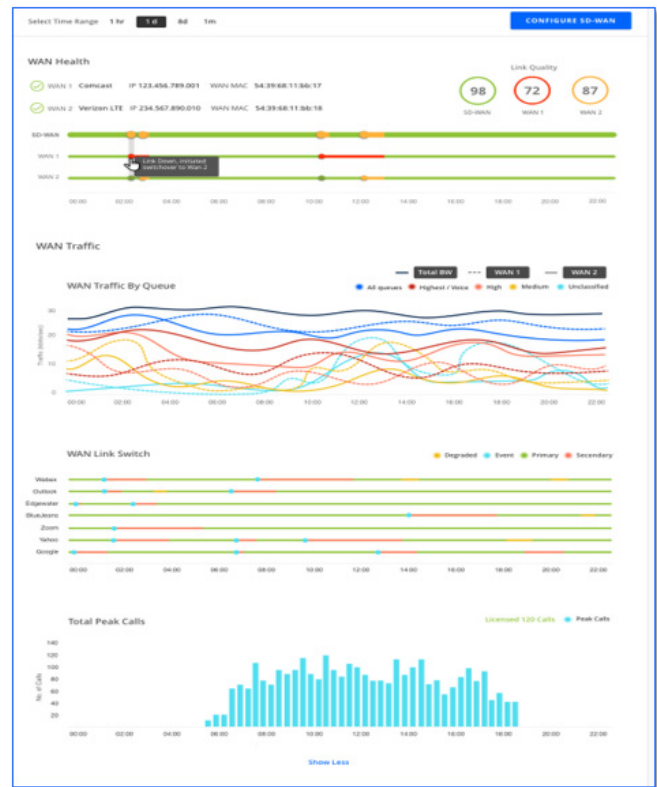 Select Time Range 1 hr 1 d 8d 1m
CONFIGURE SD-WAN
WAN Health
Link Quality
WAN 1 Comcast IP 123.456.789.001 WAN MAC 54:39:68:11:bb:17
WAN 2 Verizon LTE IP 234.567.890.010 WAN MAC 54:39:68:11:bb:18
98 72 87
SD-WAN WAN 1 WAN 2
SD-WAN
WAN 1
Link Down, initiated
switchover to Wan 2
WAN 2
00:00 02:00 04:00 06:00 08:00 10:00 12:00 14:00 16:00 18:00 20:00 22:00
WAN Traffic
Total BW WAN 1 WAN 2
WAN Traffic By Queue
All queues Highest / Voice High Medium Unclassified
30
20
10
0
00:00 02:00 04:00 06:00 08:00 10:00 12:00 14:00 16:00 18:00 20:00 22:00
WAN Link Switch
Degraded Event Primary Secondary
Webex
Outlook
Edgewater
BlueJeans
Zoom
Yahoo
Google
00:00 02:00 04:00 06:00 08:00 10:00 12:00 14:00 16:00 18:00 20:00 22:00
Total Peak Calls
Licensed 120 Calls Peak Calls
No. of Calls
140
120
100
80
60
40
20
00:00 02:00 04:00 06:00 08:00 10:00 12:00 14:00 16:00 18:00 20:00 22:00
Show Less